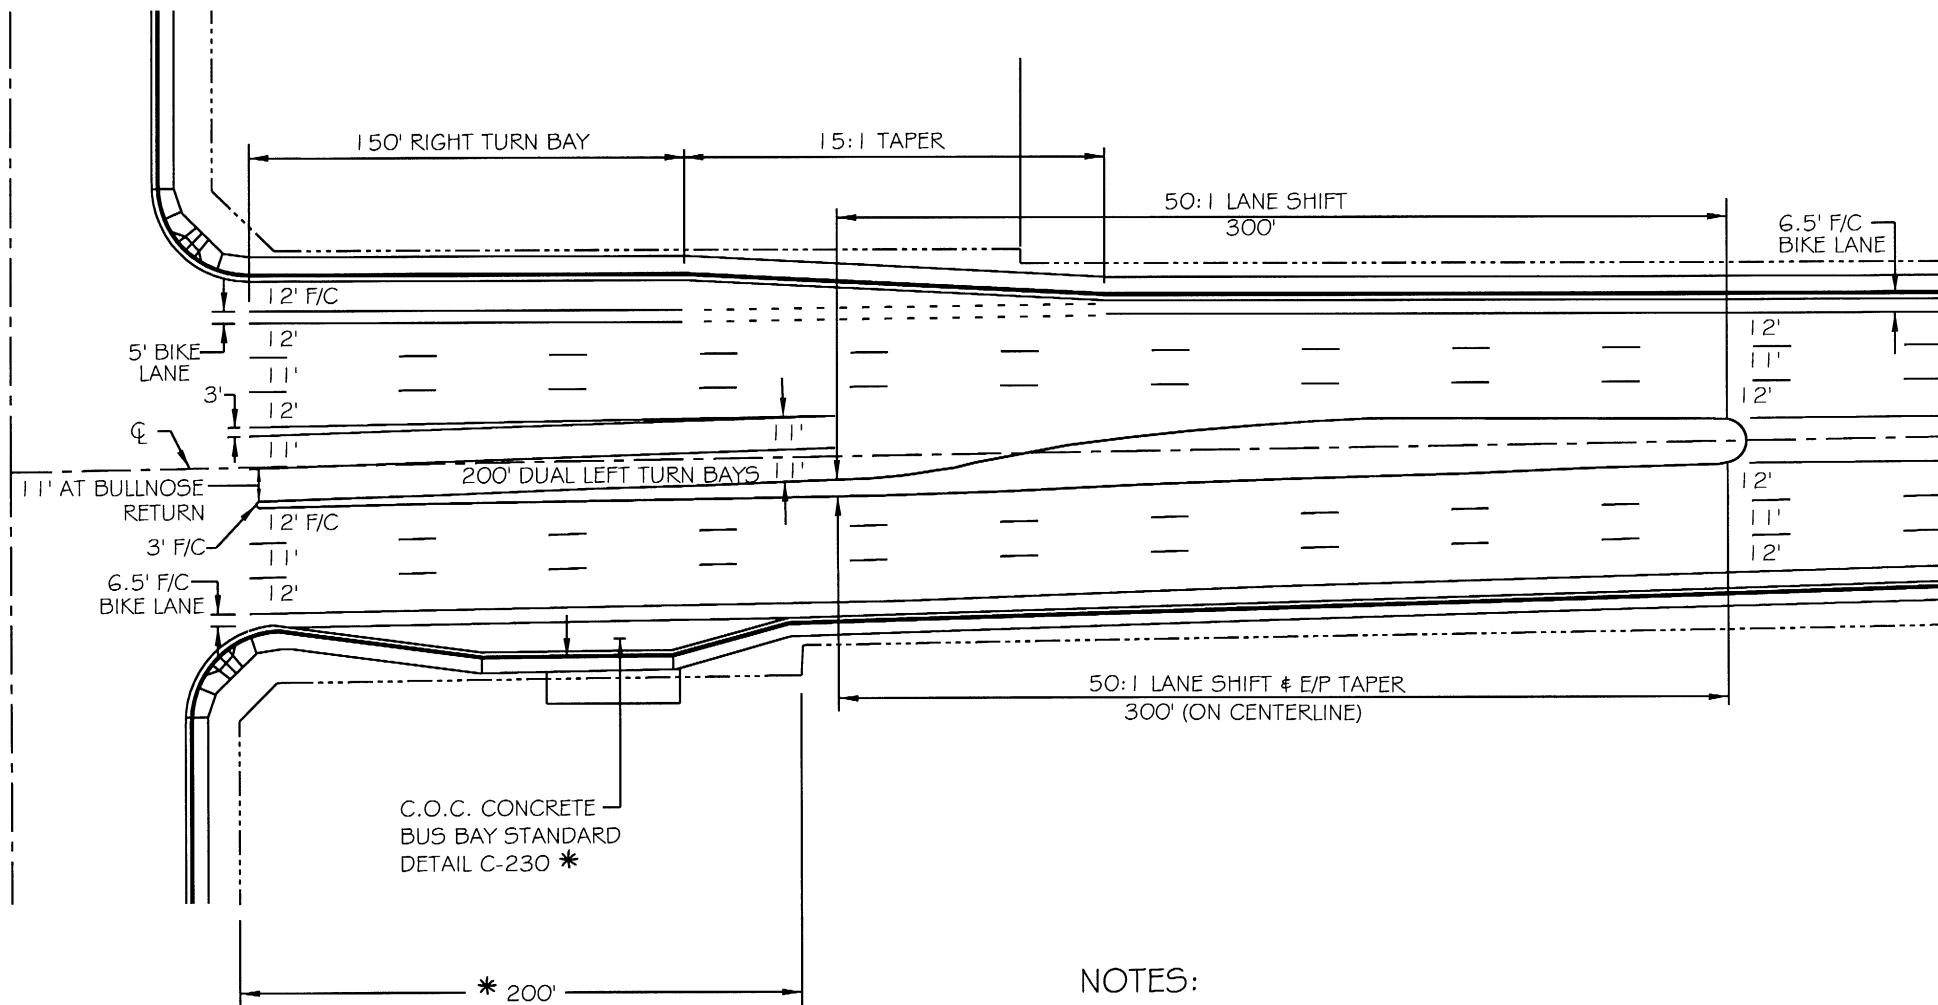 150' RIGHT TURN BAY
15:1 TAPER
50:1 LANE SHIFT
300'
6.5' F/C
BIKE LANE
12' F/C
5' BIKE
LANE
12'
11'
12'
3'
11'
℄
11'
11'
200' DUAL LEFT TURN BAYS
11' AT BULLNOSE
RETURN
3' F/C
12' F/C
11'
12'
6.5' F/C
BIKE LANE
12'
11'
12'
12'
11'
12'
50:1 LANE SHIFT & E/P TAPER
300' (ON CENTERLINE)
C.O.C. CONCRETE
BUS BAY STANDARD
DETAIL C-230 *
* 200'
NOTES: